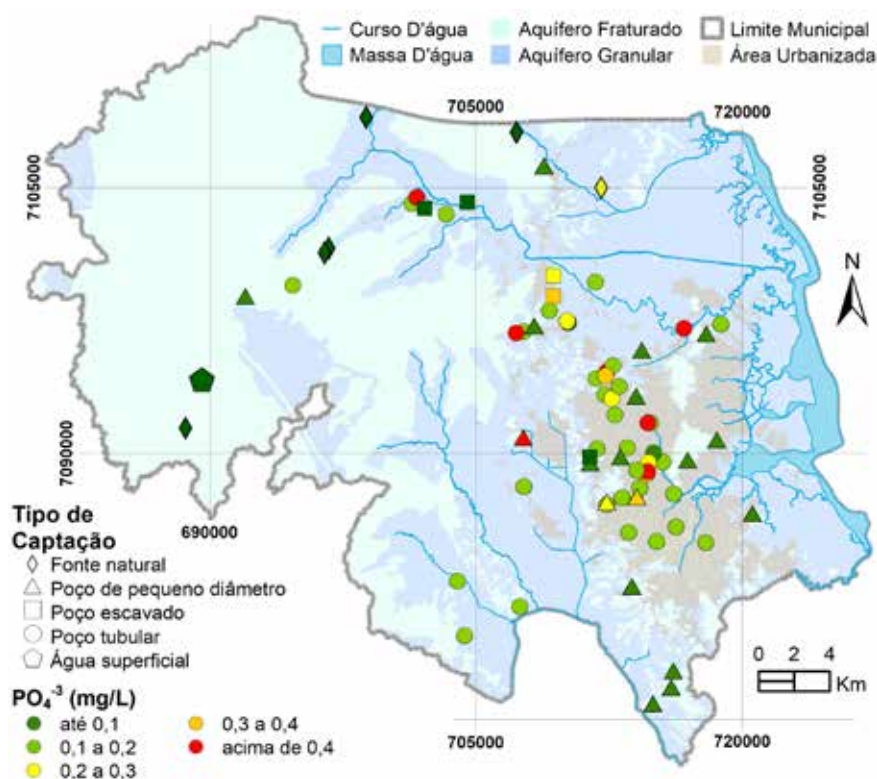 Curso D'água Aquífero Fraturado Limite Municipal
Massa D'água Aquífero Granular Área Urbanizada
705000 720000
7105000 7105000
N
7090000 7090000
690000
Tipo de
Captação
Fonte natural
Poço de pequeno diâmetro
Poço escavado
Poço tubular
Água superficial
0 2 4
Km
PO₄⁻³ (mg/L)
até 0,1 0,3 a 0,4
0,1 a 0,2 acima de 0,4
0,2 a 0,3
705000 720000